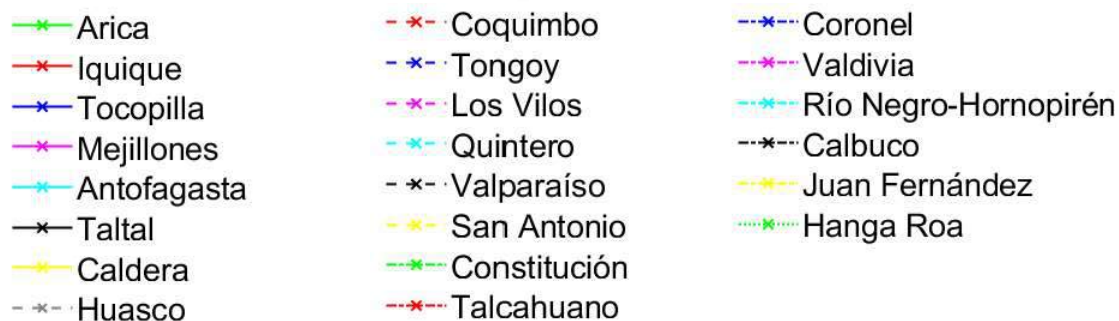 Arica
Iquique
Tocopilla
Mejillones
Antofagasta
Taltal
Caldera
Huasco
Coquimbo
Tongoy
Los Vilos
Quintero
Valparaíso
San Antonio
Constitución
Talcahuano
Coronel
Valdivia
Río Negro-Hornopirén
Calbuco
Juan Fernández
Hanga Roa